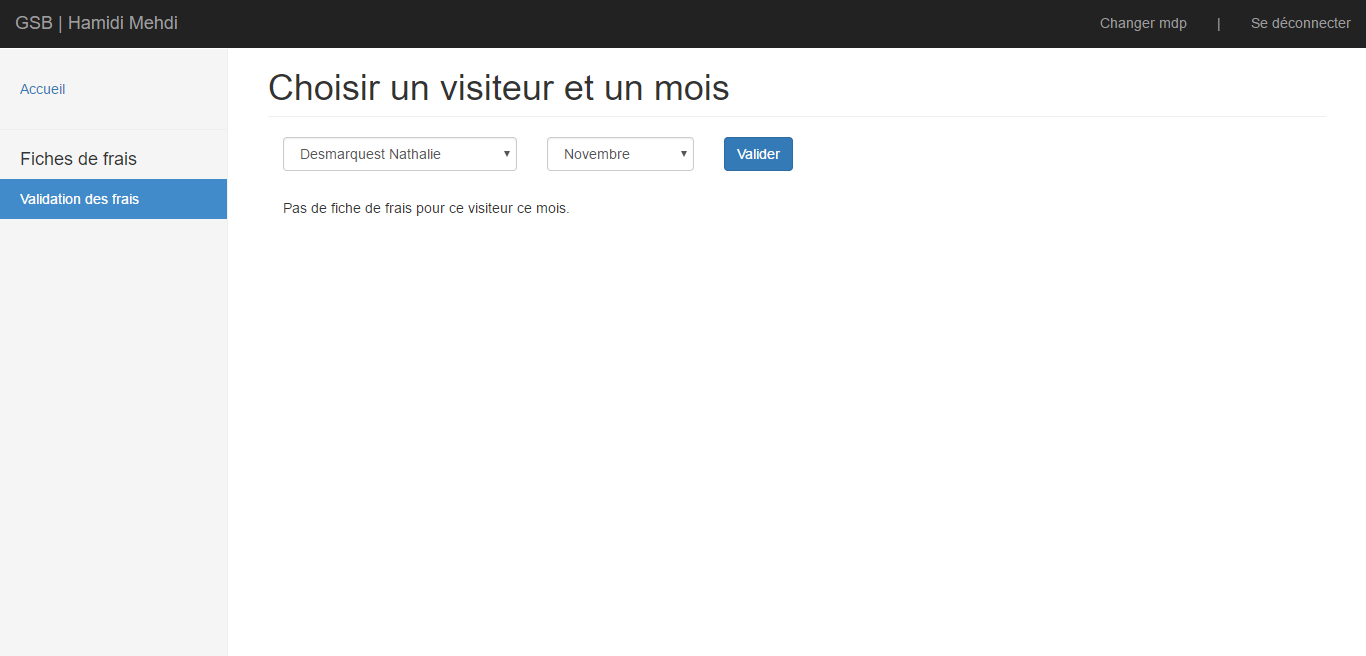 GSB | Hamidi Mehdi
Changer mdp | Se déconnecter
Accueil
Fiches de frais
Validation des frais
Choisir un visiteur et un mois
Desmarquest Nathalie Novembre Valider
Pas de fiche de frais pour ce visiteur ce mois.